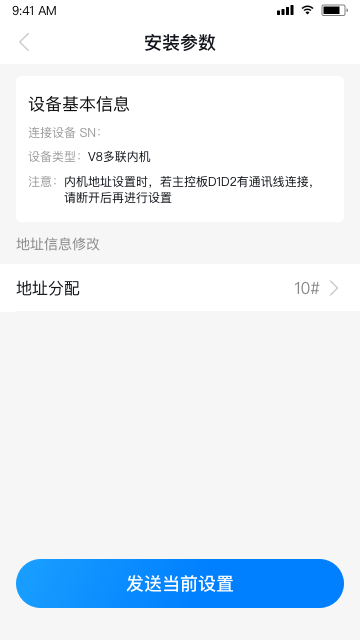 9:41 AM
安装参数
设备基本信息
连接设备 SN:
设备类型: V8多联内机
注意: 内机地址设置时，若主控板D1D2有通讯线连接，
请断开后再进行设置
地址信息修改
地址分配 10#
发送当前设置